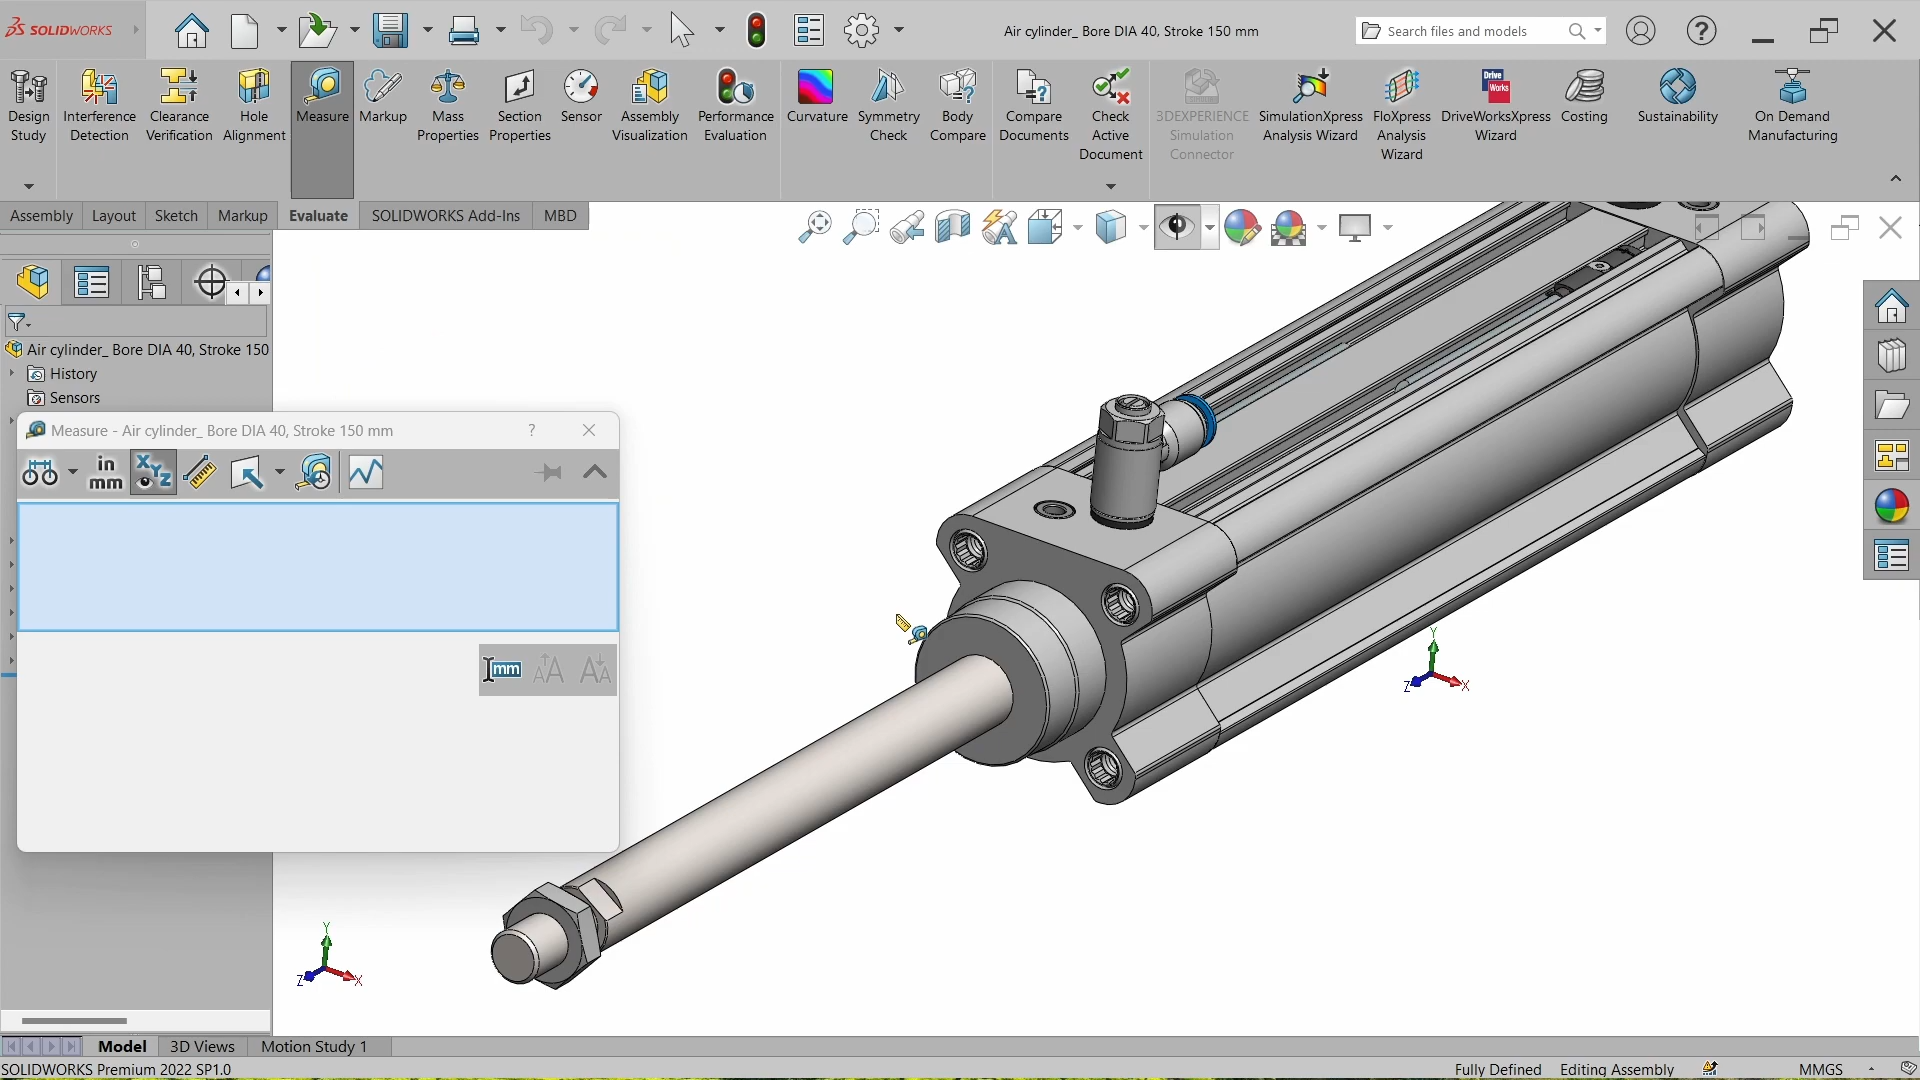 SOLIDWORKS
Air cylinder_ Bore DIA 40, Stroke 150 mm
Search files and models
Design Study
Interference Detection
Clearance Verification
Hole Alignment
Measure
Markup
Mass Properties
Section Properties
Sensor
Assembly Visualization
Performance Evaluation
Curvature
Symmetry Check
Body Compare
Compare Documents
Check Active Document
3DEXPERIENCE Simulation Connector
SimulationXpress Analysis Wizard
FloXpress Analysis Wizard
Drive Works
DriveWorksXpress Wizard
Costing
Sustainability
On Demand Manufacturing
Assembly
Layout
Sketch
Markup
Evaluate
SOLIDWORKS Add-Ins
MBD
Air cylinder_ Bore DIA 40, Stroke 150
History
Sensors
Measure - Air cylinder_ Bore DIA 40, Stroke 150 mm
?
in mm
XYZ
mm
AA
AA
Y
Z
X
Y
Z
X
Model
3D Views
Motion Study 1
SOLIDWORKS Premium 2022 SP1.0
Fully Defined
Editing Assembly
MMGS